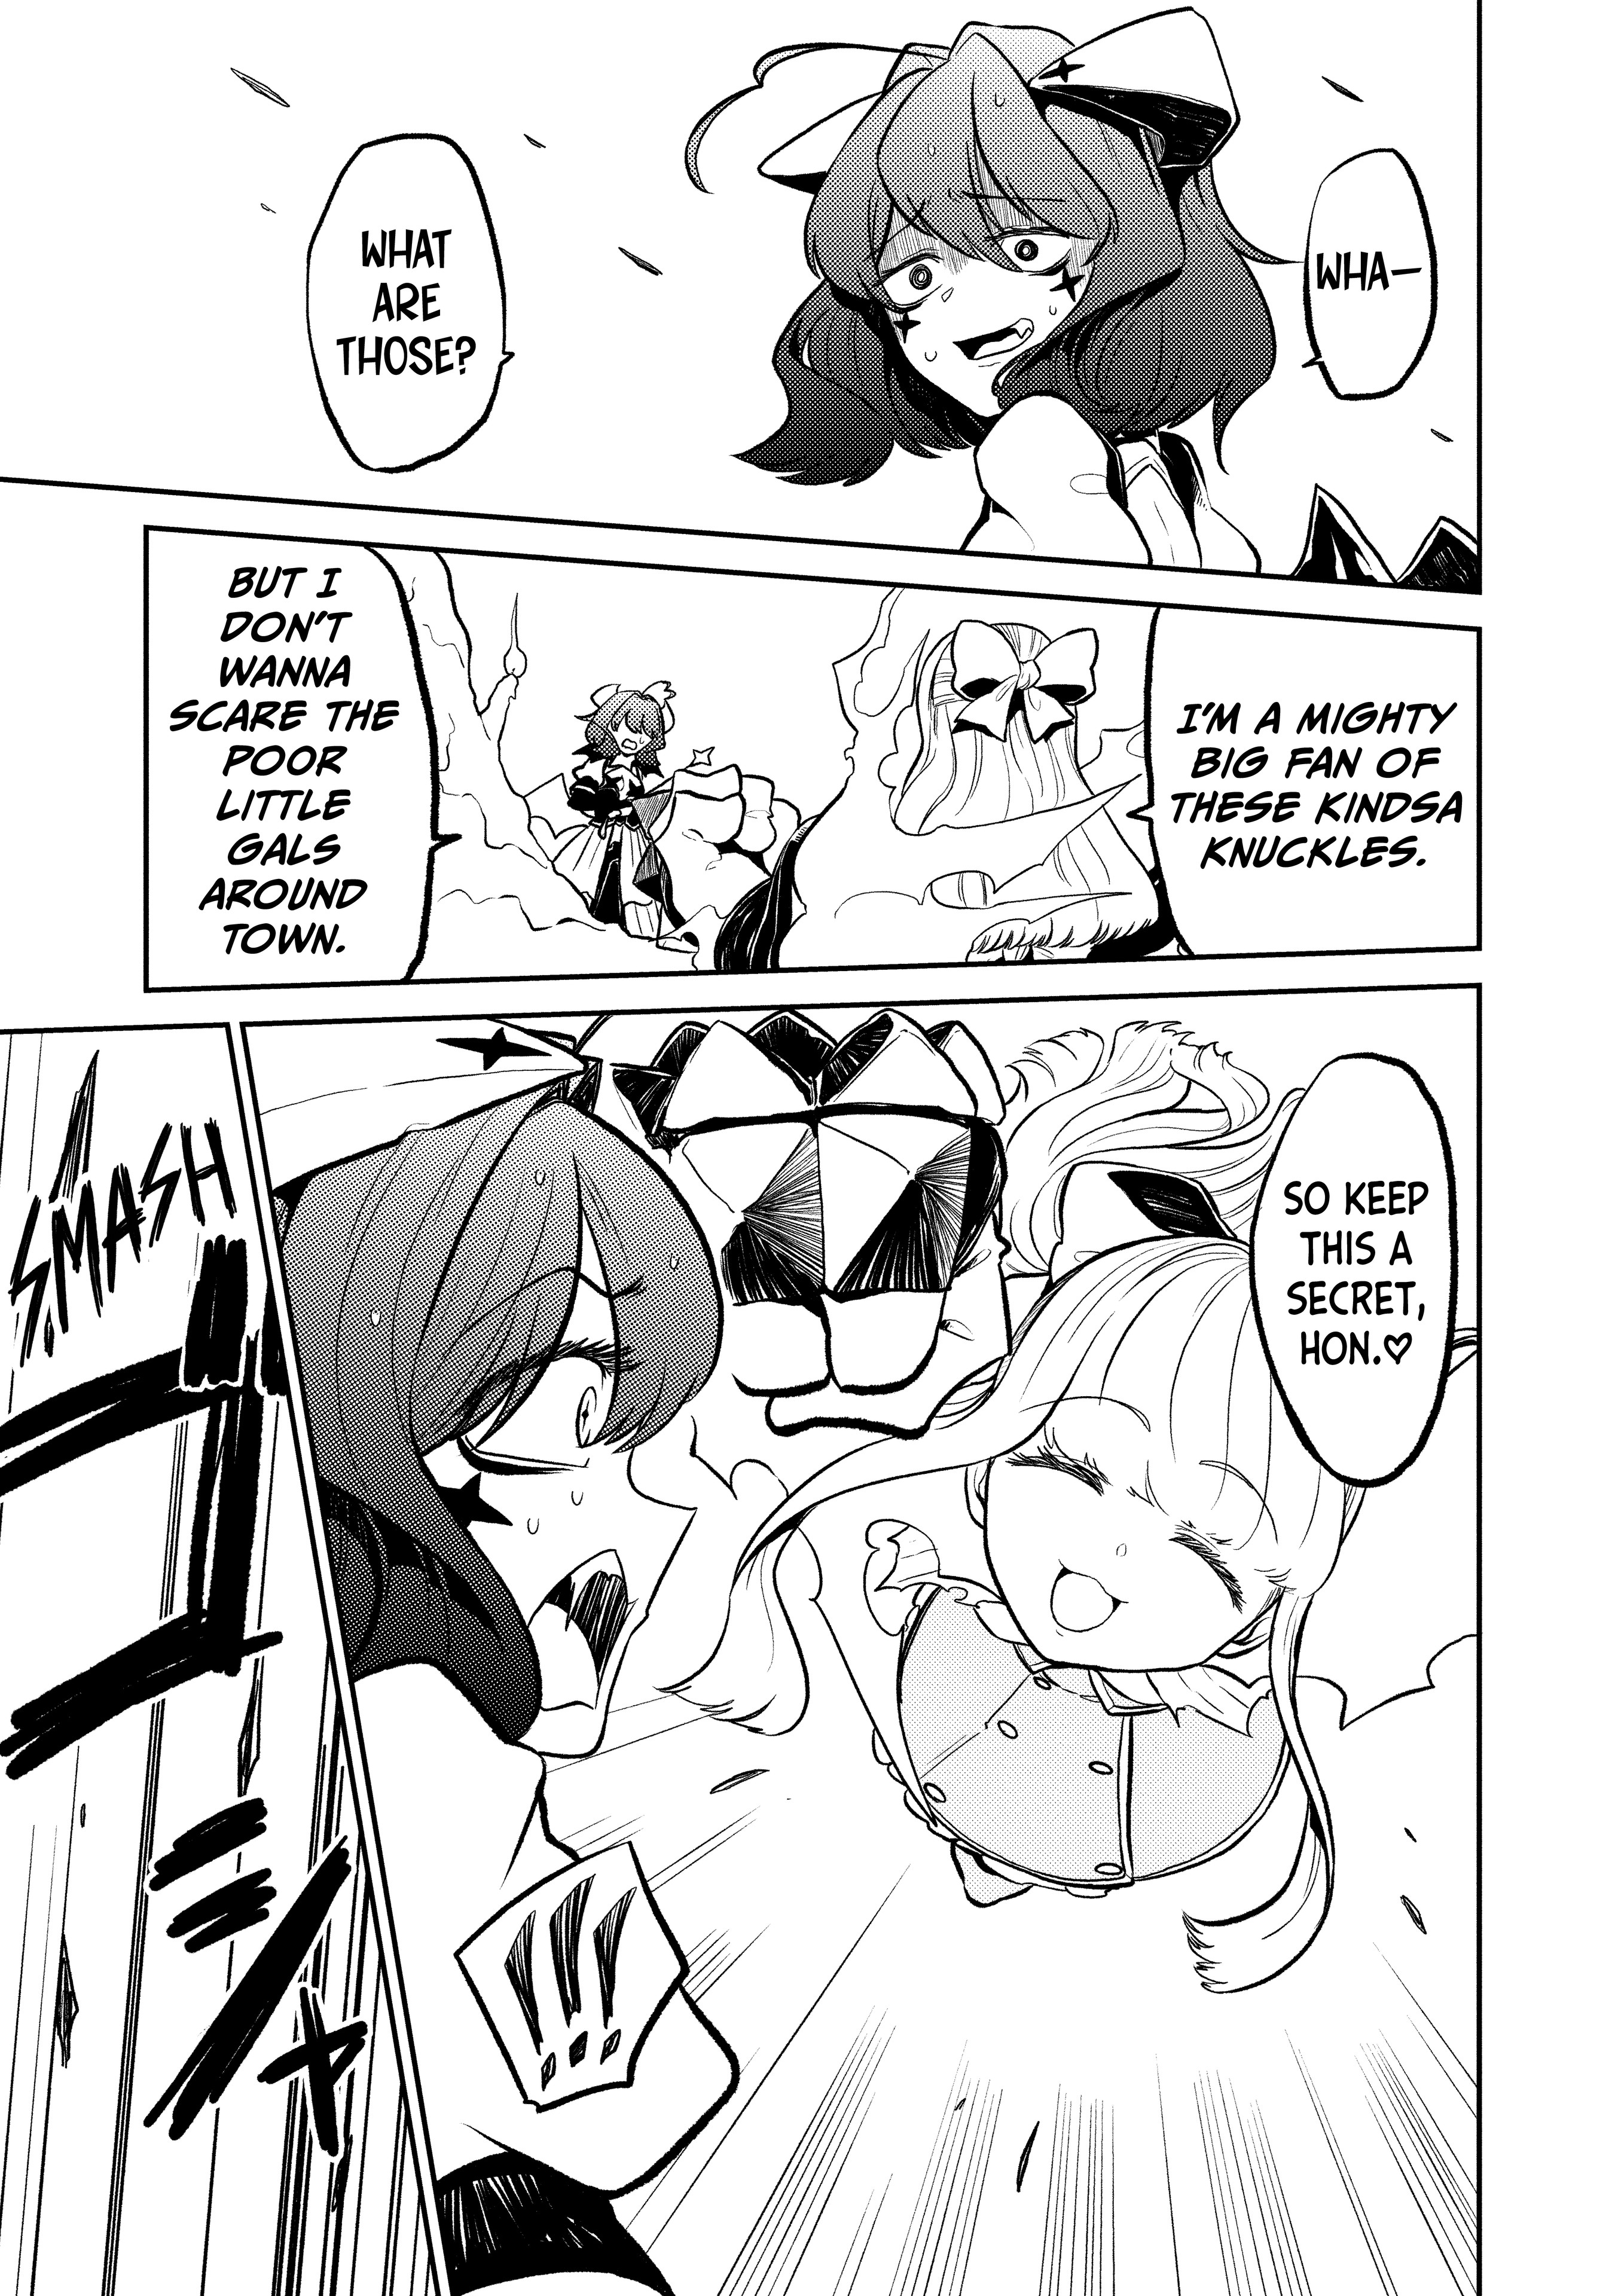 WHA—
WHAT
ARE
THOSE?
I'M A MIGHTY
BIG FAN OF
THESE KINDSA
KNUCKLES.
BUT I
DON'T
WANNA
SCARE THE
POOR
LITTLE
GALS
AROUND
TOWN.
SO KEEP
THIS A
SECRET,
HON.♡
!!!
SMASH